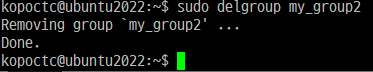 kopoctc@ubuntu2022:~$ sudo delgroup my_group2
Removing group `my_group2' ...
Done.
kopoctc@ubuntu2022:~$